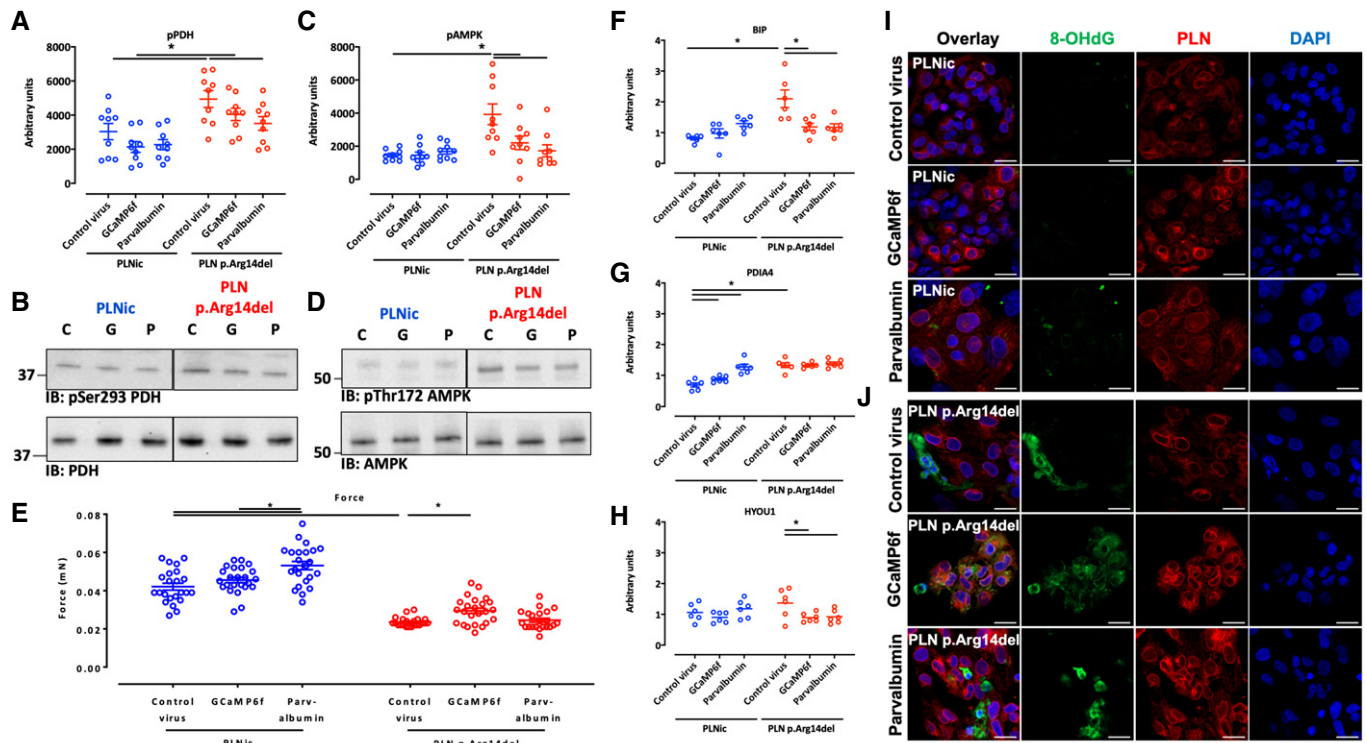 A
pPDH
*
8000
6000
4000
2000
0
Arbitrary units
Control virus
GCaMP6f
Parvalbumin
Control virus
GCaMP6f
Parvalbumin
PLNic
PLN p.Arg14del
B
PLNic
PLN
p.Arg14del
C G P C G P
37
IB: pSer293 PDH
37
IB: PDH
C
pAMPK
*
8000
6000
4000
2000
0
Arbitrary units
Control virus
GCaMP6f
Parvalbumin
Control virus
GCaMP6f
Parvalbumin
PLNic
PLN p.Arg14del
D
PLNic
PLN
p.Arg14del
C G P C G P
50
IB: pThr172 AMPK
50
IB: AMPK
E
Force
* *
0.08
0.06
0.04
0.02
0.00
Force (mN)
Control
virus
GCaMP6f
Parv-
albumin
Control
virus
GCaMP6f
Parv-
albumin
PLNic
PLN p.Arg14del
F
BIP
* *
4
3
2
1
0
Arbitrary units
Control virus
GCaMP6f
Parvalbumin
Control virus
GCaMP6f
Parvalbumin
PLNic
PLN p.Arg14del
G
PDIA4
*
4
3
2
1
0
Arbitrary units
Control virus
GCaMP6f
Parvalbumin
Control virus
GCaMP6f
Parvalbumin
PLNic
PLN p.Arg14del
H
HYOU1
*
4
3
2
1
0
Arbitrary units
Control virus
GCaMP6f
Parvalbumin
Control virus
GCaMP6f
Parvalbumin
PLNic
PLN p.Arg14del
I
Overlay 8-OHdG PLN DAPI
Control virus
PLNic
GCaMP6f
PLNic
Parvalbumin
PLNic
J
Control virus
PLN p.Arg14del
GCaMP6f
PLN p.Arg14del
Parvalbumin
PLN p.Arg14del